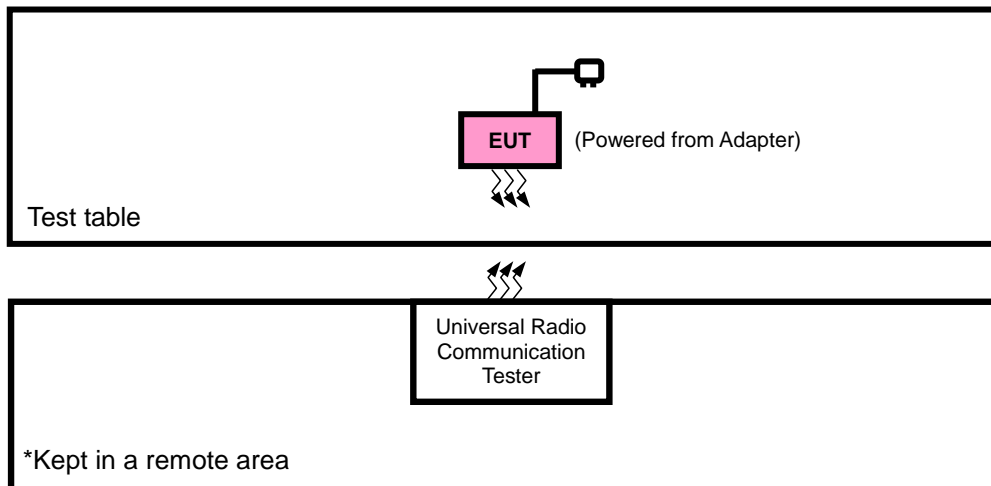 EUT
(Powered from Adapter)
Test table
Universal Radio
Communication
Tester
*Kept in a remote area